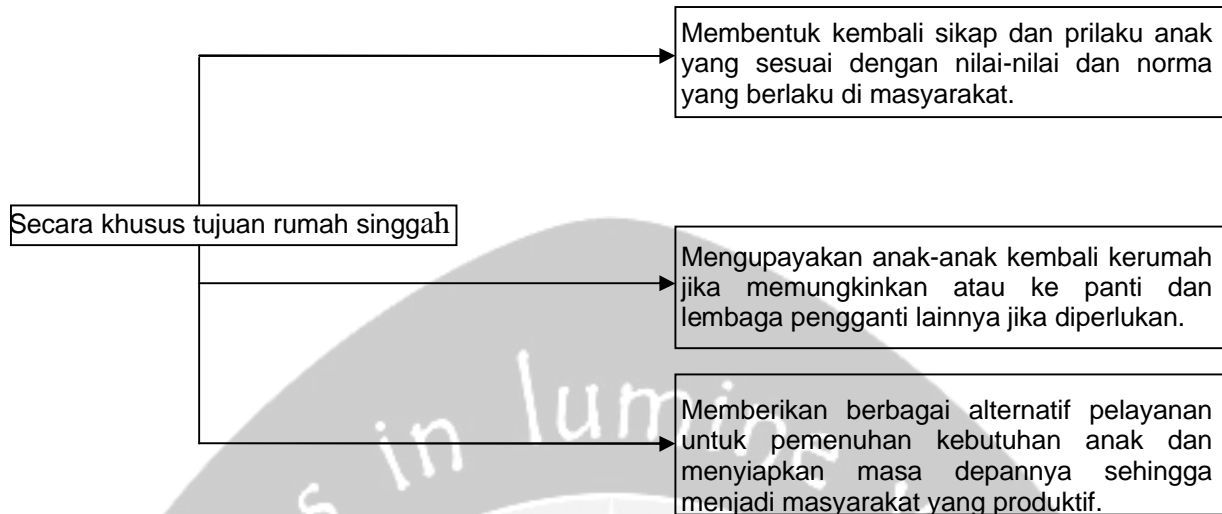 Membentuk kembali sikap dan prilaku anak
yang sesuai dengan nilai-nilai dan norma
yang berlaku di masyarakat.
Secara khusus tujuan rumah singgah
Mengupayakan anak-anak kembali kerumah
jika memungkinkan atau ke panti dan
lembaga pengganti lainnya jika diperlukan.
Memberikan berbagai alternatif pelayanan
untuk pemenuhan kebutuhan anak dan
menyiapkan masa depannya sehingga
menjadi masyarakat yang produktif.
s in lumine